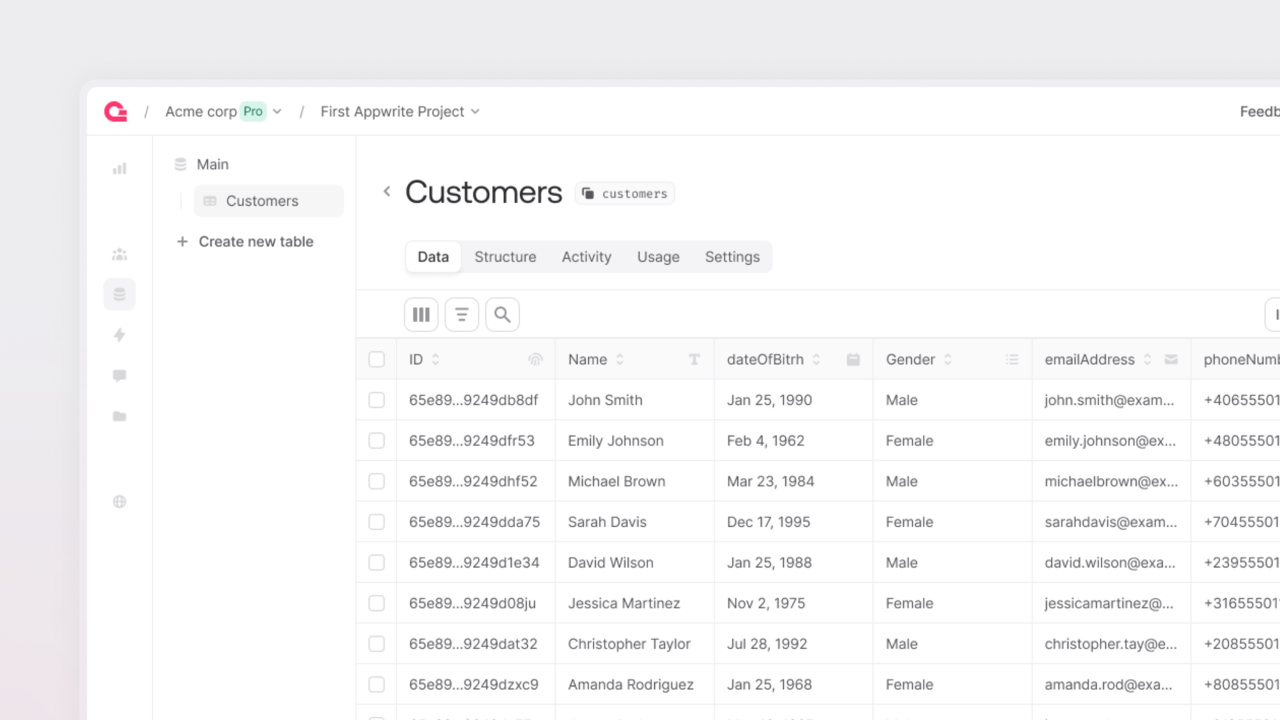 / Acme corp Pro / First Appwrite Project Feedb
Main
Customers
Create new table
Customers customers
Data Structure Activity Usage Settings
ID Name dateOfBitrh Gender emailAddress phoneNumb
65e89...9249db8df John Smith Jan 25, 1990 Male john.smith@exam... +40655501
65e89...9249dfr53 Emily Johnson Feb 4, 1962 Female emily.johnson@ex... +48055501
65e89...9249dhf52 Michael Brown Mar 23, 1984 Male michaelbrown@ex... +60355501
65e89...9249dda75 Sarah Davis Dec 17, 1995 Female sarahdavis@exam... +70455501
65e89...9249d1e34 David Wilson Jan 25, 1988 Male david.wilson@exa... +23955501
65e89...9249d08ju Jessica Martinez Nov 2, 1975 Female jessicamartinez@... +31655501
65e89...9249dat32 Christopher Taylor Jul 28, 1992 Male christopher.tay@e... +20855501
65e89...9249dzxc9 Amanda Rodriguez Jan 25, 1968 Female amanda.rod@exa... +80855501